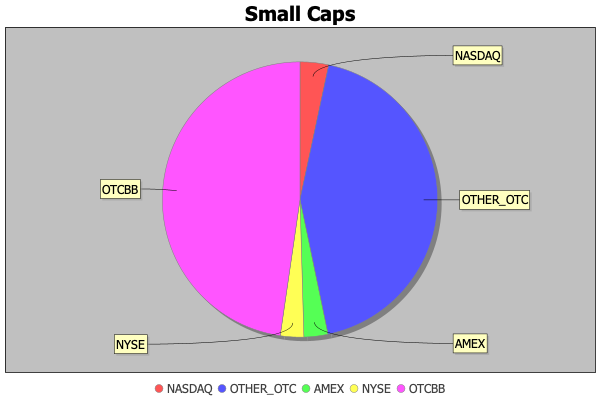 Small Caps
NASDAQ
OTCBB
OTHER_OTC
NYSE
AMEX
NASDAQ OTHER_OTC AMEX NYSE OTCBB